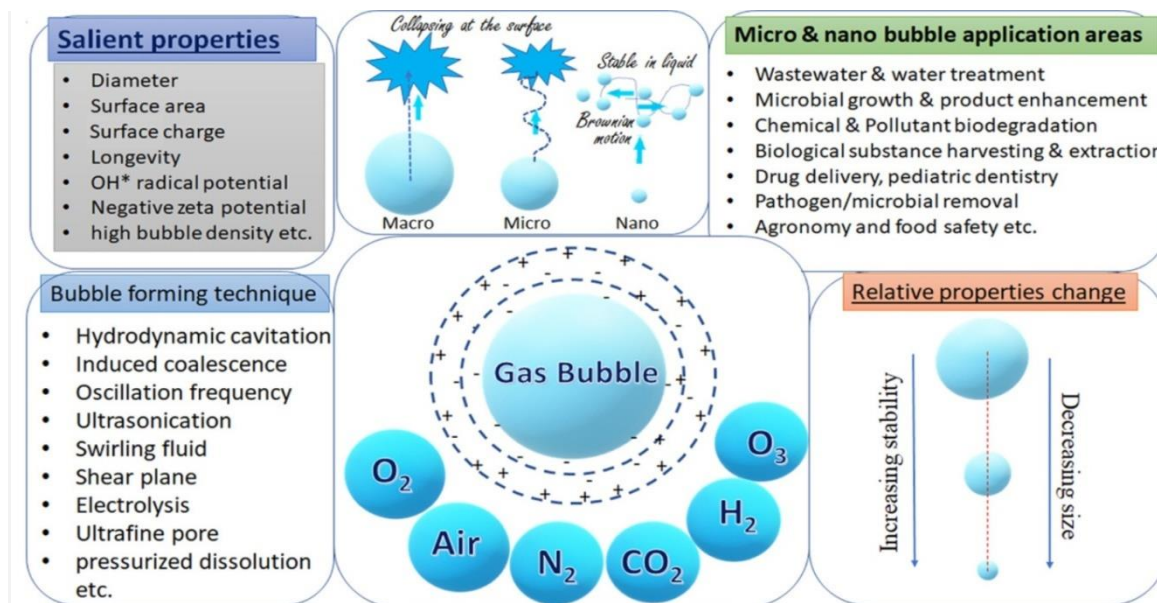 Salient properties
• Diameter
• Surface area
• Surface charge
• Longevity
• OH* radical potential
• Negative zeta potential
• high bubble density etc.
Collapsing at the surface
Stable in liquid
Brownian
motion
Macro
Micro
Nano
Micro & nano bubble application areas
• Wastewater & water treatment
• Microbial growth & product enhancement
• Chemical & Pollutant biodegradation
• Biological substance harvesting & extraction
• Drug delivery, pediatric dentistry
• Pathogen/microbial removal
• Agronomy and food safety etc.
Bubble forming technique
• Hydrodynamic cavitation
• Induced coalescence
• Oscillation frequency
• Ultrasonication
• Swirling fluid
• Shear plane
• Electrolysis
• Ultrafine pore
• pressurized dissolution
etc.
Gas Bubble
O₂
Air
N₂
CO₂
H₂
O₃
Relative properties change
Increasing stability
Decreasing size